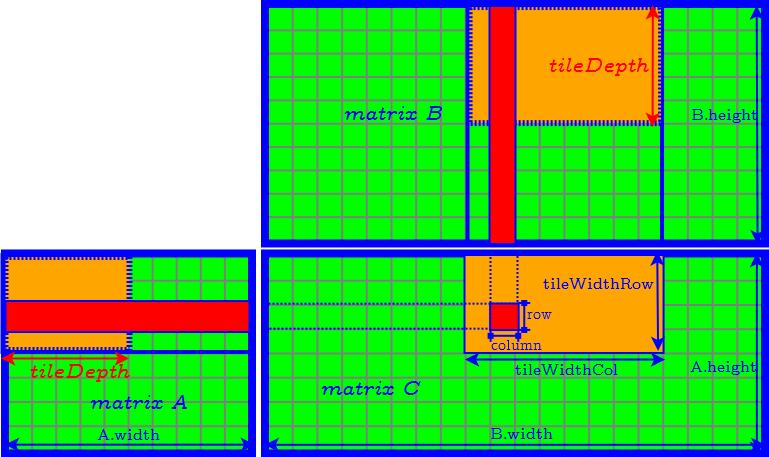 tileDepth
matrix B
B.height
tileWidthRow
row
column
tileDepth
tileWidthCol
A.height
matrix C
matrix A
A.width
B.width